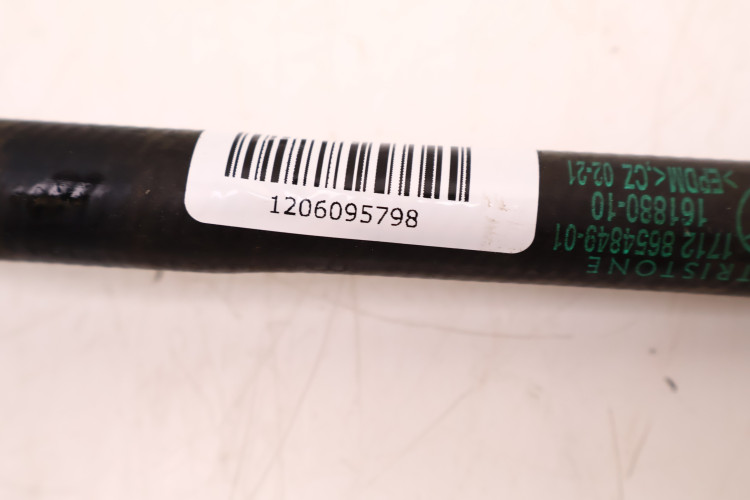 1206095798
TRISTONE
1712 8654849-01
161880-10
>EPDM<,CZ 02-21